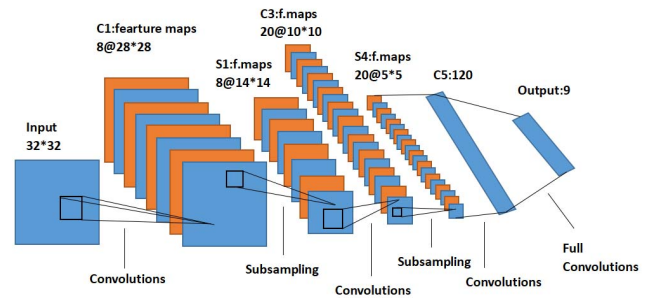 C1:fearture maps
8@28*28
C3:f.maps
20@10*10
S1:f.maps
8@14*14
S4:f.maps
20@5*5
C5:120
Output:9
Input
32*32
Convolutions
Subsampling
Convolutions
Subsampling
Convolutions
Full
Convolutions